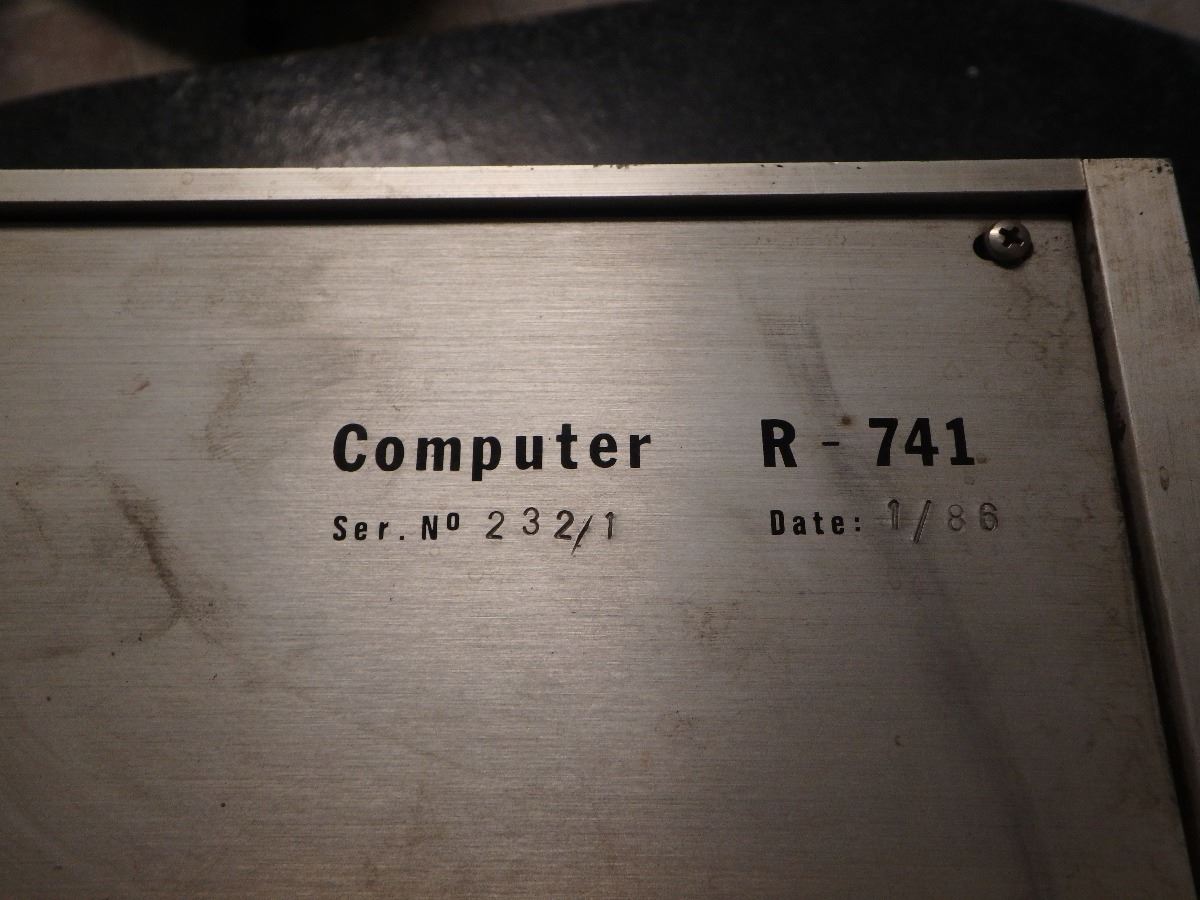 Computer R - 741
Ser. Nº 232/1 Date: 1/86